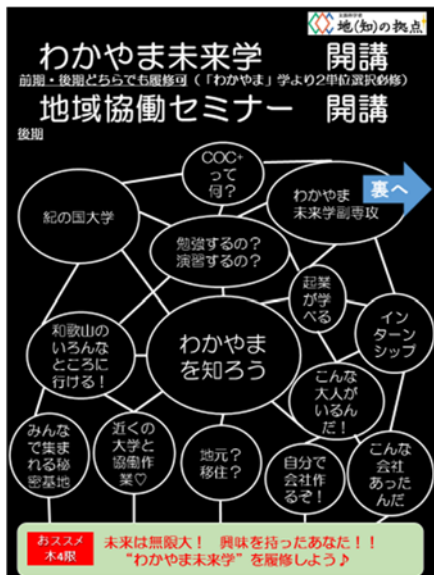 地(知)の拠点
わかやま未来学　開講
前期・後期どちらでも履修可（「わかやま」学より2単位選択必修）
地域協働セミナー　開講
後期
COC+
って
何？
裏へ
紀の国大学
わかやま
未来学副専攻
勉強するの？
演習するの？
起業
が学
べる
和歌山の
いろんな
ところに
行ける！
わかやま
を知ろう
イン
ターン
シップ
こんな
大人が
いるん
だ！
みんな
で集ま
れる秘
密基地
近くの
大学と
協働作
業♡
地元？
移住？
自分で
会社作
るぞ！
こんな
会社
あった
んだ
おススメ
木4限
未来は無限大！　興味を持ったあなた！！
“わかやま未来学”を履修しよう♪